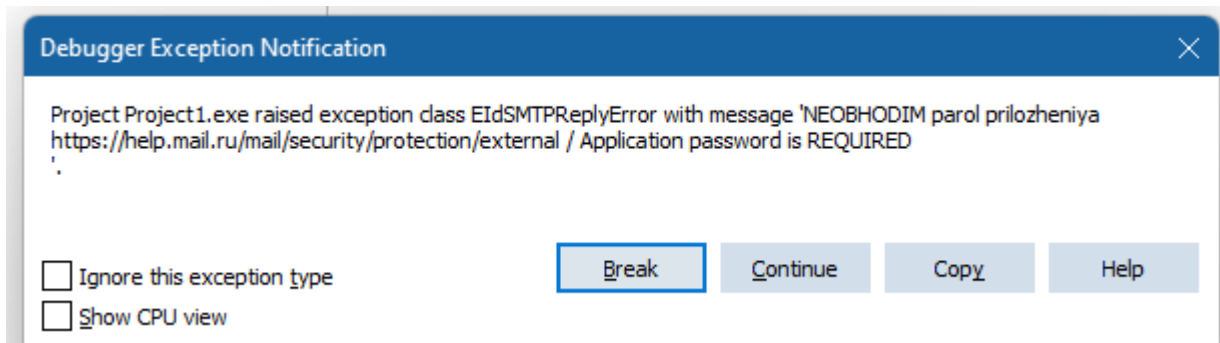 Debugger Exception Notification
Project Project1.exe raised exception class EIdSMTPReplyError with message 'NEOBHODIM parol prilozheniya
https://help.mail.ru/mail/security/protection/external / Application password is REQUIRED
'.
Break Continue Copy Help
Ignore this exception type
Show CPU view